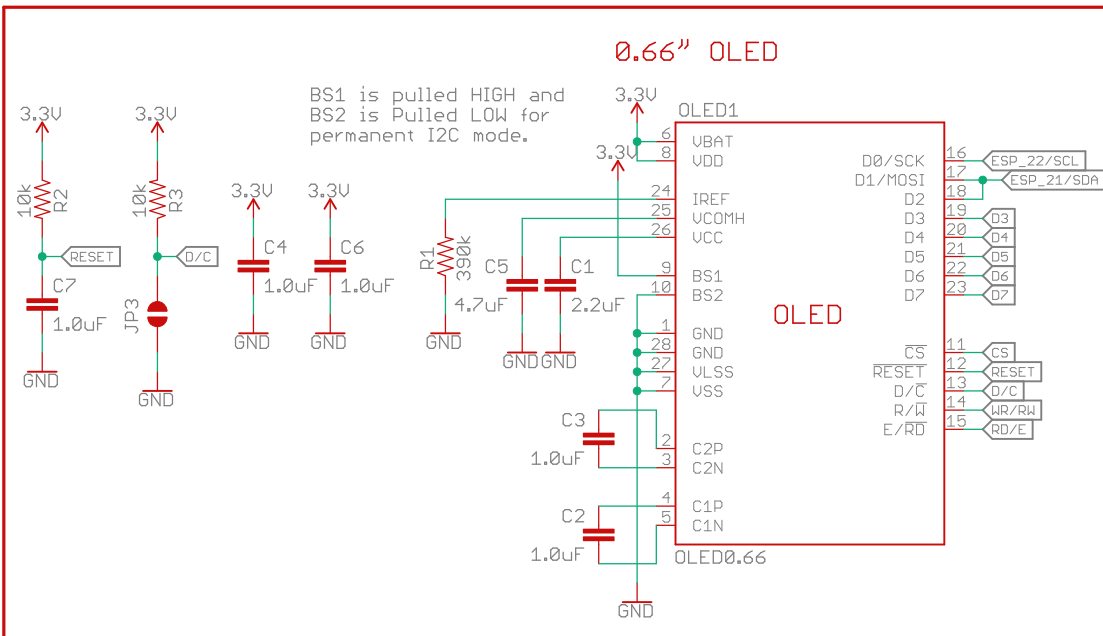 0.66” OLED
BS1 is pulled HIGH and
BS2 is Pulled LOW for
permanent I2C mode.
3.3V
10k
R2
RESET
C7
1.0uF
GND
3.3V
10k
R3
D/C
JP3
GND
3.3V
C4
1.0uF
GND
3.3V
C6
1.0uF
GND
R1
390k
GND
C5
4.7uF
GND
C1
2.2uF
GND
3.3V
3.3V
C3
1.0uF
C2
1.0uF
GND
OLED1
6 VBAT
8 VDD
24 IREF
25 VCOMH
26 VCC
9 BS1
10 BS2
1 GND
28 GND
27 VLSS
7 VSS
2 C2P
3 C2N
4 C1P
5 C1N
OLED
D0/SCK 16 ESP_22/SCL
D1/MOSI 17 ESP_21/SDA
D2 18
D3 19 D3
D4 20 D4
D5 21 D5
D6 22 D6
D7 23 D7
CS 11 CS
RESET 12 RESET
D/C 13 D/C
R/W 14 WR/RW
E/RD 15 RD/E
OLED0.66